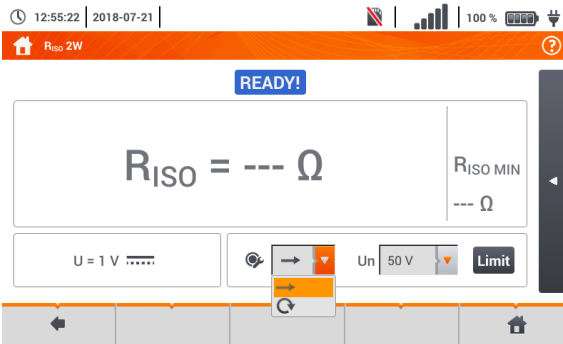 12:55:22 2018-07-21 100 %
RISO 2W ?
READY!
RISO = --- Ω
RISO MIN
--- Ω
U = 1 V
Un 50 V Limit